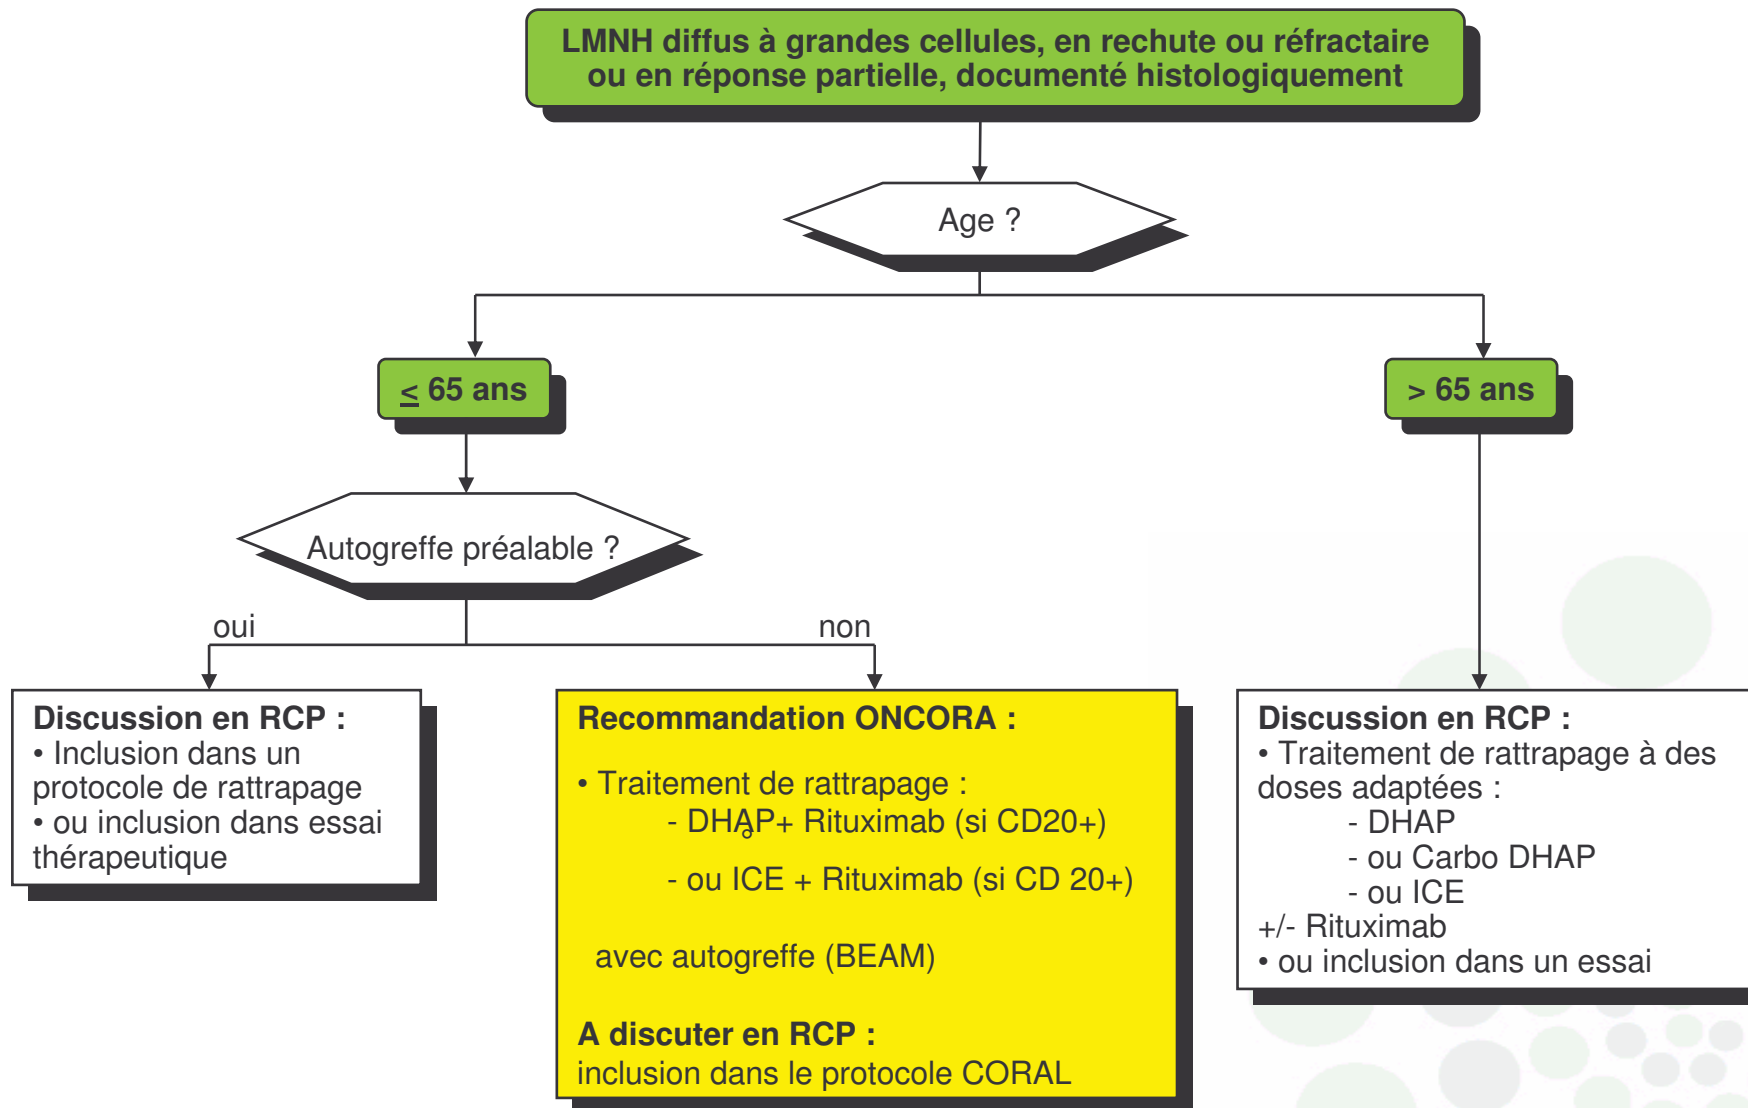 LMNH diffus à grandes cellules, en rechute ou réfractaire
ou en réponse partielle, documenté histologiquement
Age ?
≤ 65 ans
> 65 ans
Autogreffe préalable ?
oui
non
Discussion en RCP :
• Inclusion dans un
protocole de rattrapage
• ou inclusion dans essai
thérapeutique
Recommandation ONCORA :
• Traitement de rattrapage :
- DHAP+ Rituximab (si CD20+)
- ou ICE + Rituximab (si CD 20+)
avec autogreffe (BEAM)
A discuter en RCP :
inclusion dans le protocole CORAL
Discussion en RCP :
• Traitement de rattrapage à des
doses adaptées :
- DHAP
- ou Carbo DHAP
- ou ICE
+/- Rituximab
• ou inclusion dans un essai